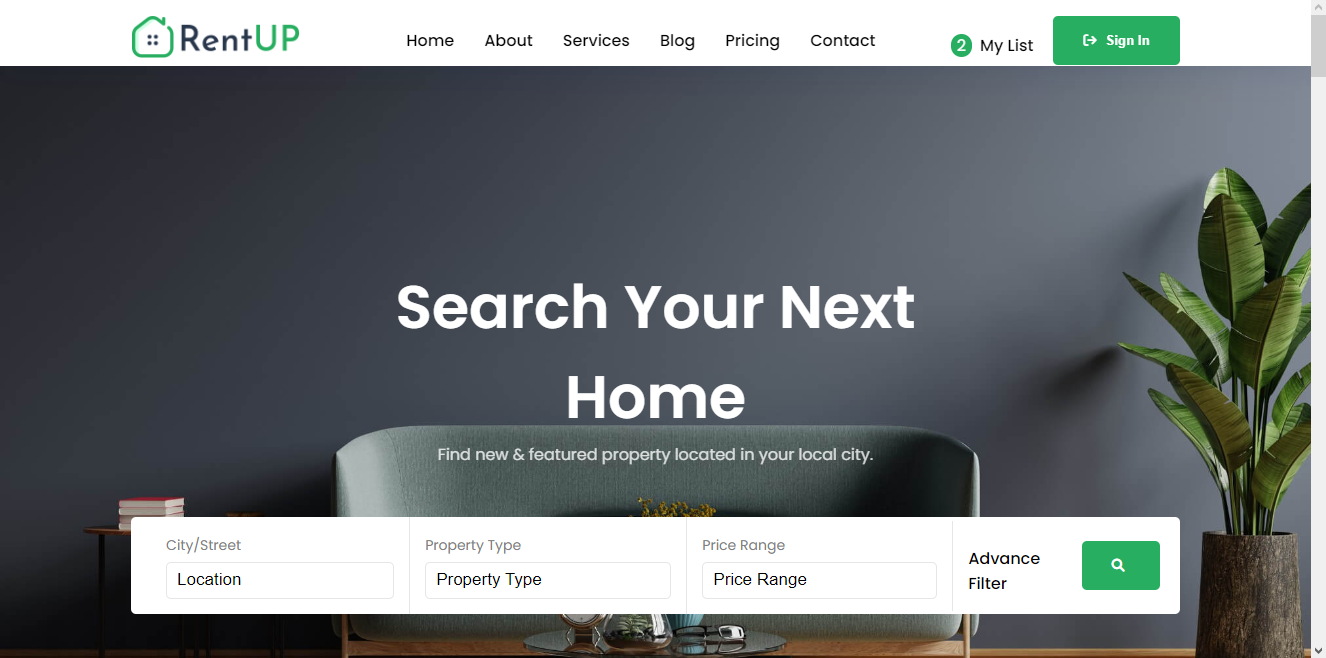 RentUP
Home About Services Blog Pricing Contact
2 My List
Sign In
Search Your Next
Home
Find new & featured property located in your local city.
City/Street
Location
Property Type
Property Type
Price Range
Price Range
Advance
Filter